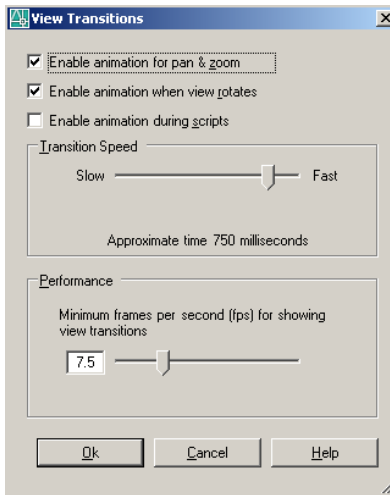 View Transitions
Enable animation for pan & zoom
Enable animation when view rotates
Enable animation during scripts
Transition Speed
Slow Fast
Approximate time 750 milliseconds
Performance
Minimum frames per second (fps) for showing
view transitions
7.5
Ok Cancel Help